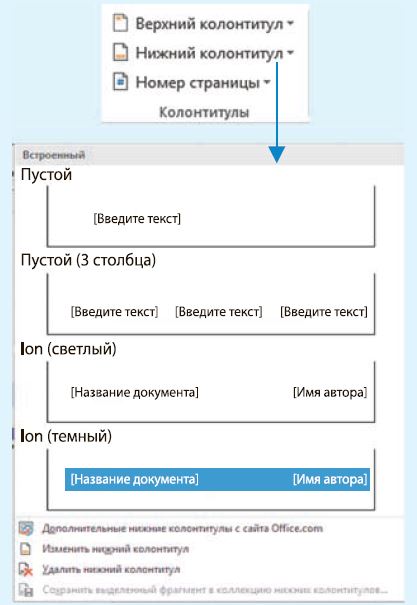 Верхний колонтитул
Нижний колонтитул
Номер страницы
Колонтитулы
Встроенный
Пустой
[Введите текст]
Пустой (3 столбца)
[Введите текст] [Введите текст] [Введите текст]
Ion (светлый)
[Название документа] [Имя автора]
Ion (темный)
[Название документа] [Имя автора]
Дополнительные нижние колонтитулы с сайта Office.com
Изменить нижний колонтитул
Удалить нижний колонтитул
Сохранить выделенный фрагмент в коллекцию нижних колонтитулов...